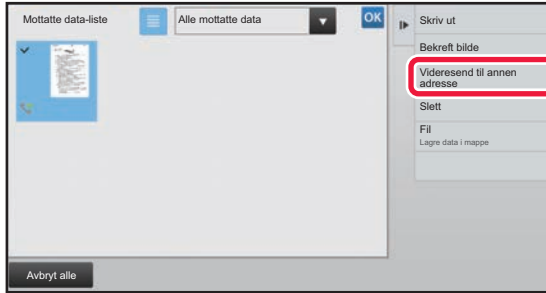 Mottatte data-liste
Alle mottatte data
OK
Skriv ut
Bekreft bilde
Videresend til annen
adresse
Slett
Fil
Lagre data i mappe
Avbryt alle